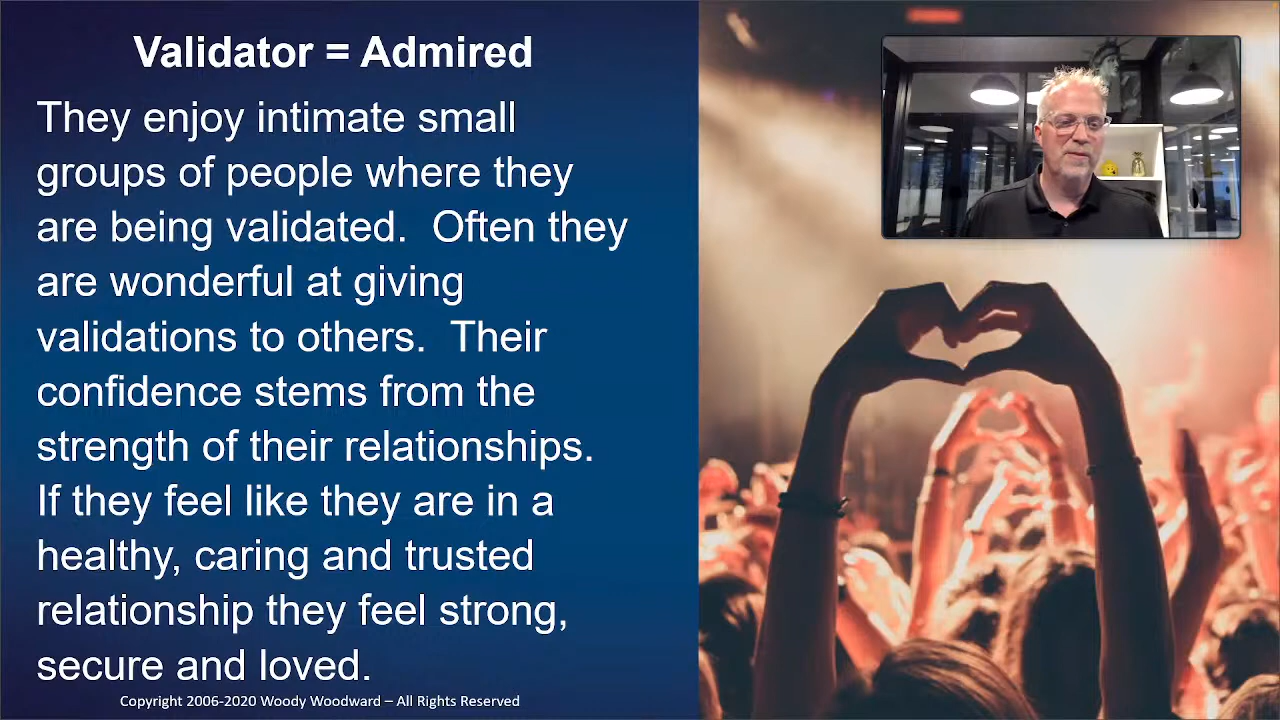 Validator = Admired
They enjoy intimate small
groups of people where they
are being validated.  Often they
are wonderful at giving
validations to others.  Their
confidence stems from the
strength of their relationships.
If they feel like they are in a
healthy, caring and trusted
relationship they feel strong,
secure and loved.
Copyright 2006-2020 Woody Woodward – All Rights Reserved